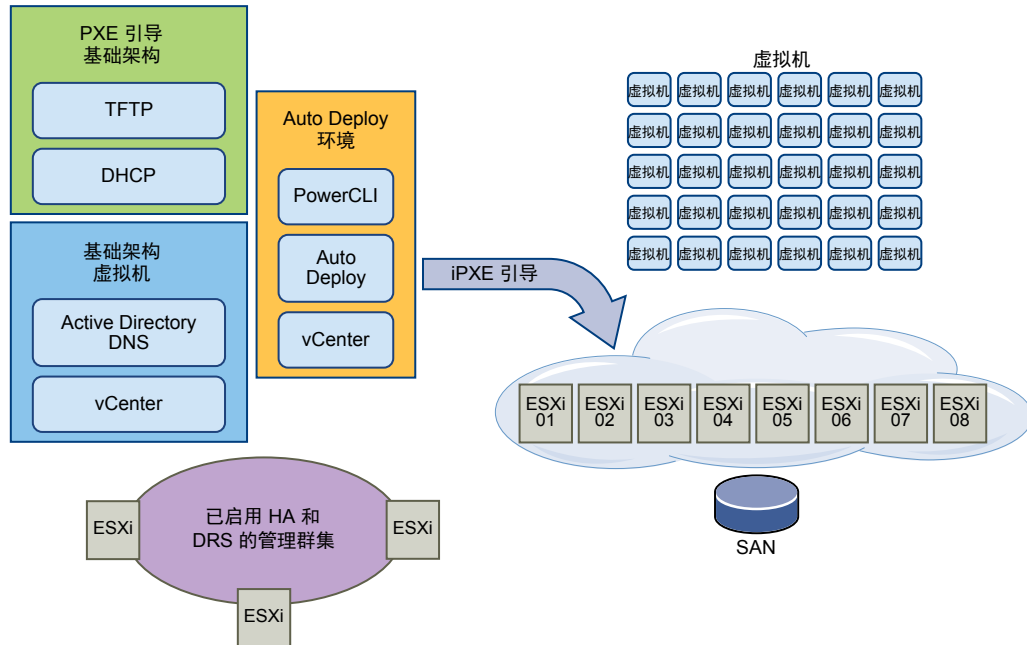 PXE 引导
基础架构
TFTP
DHCP
基础架构
虚拟机
Active Directory
DNS
vCenter
Auto Deploy
环境
PowerCLI
Auto
Deploy
vCenter
iPXE 引导
虚拟机
虚拟机 虚拟机 虚拟机 虚拟机 虚拟机 虚拟机
虚拟机 虚拟机 虚拟机 虚拟机 虚拟机 虚拟机
虚拟机 虚拟机 虚拟机 虚拟机 虚拟机 虚拟机
虚拟机 虚拟机 虚拟机 虚拟机 虚拟机 虚拟机
虚拟机 虚拟机 虚拟机 虚拟机 虚拟机 虚拟机
ESXi ESXi ESXi ESXi ESXi ESXi ESXi ESXi
01 02 03 04 05 06 07 08
SAN
已启用 HA 和
DRS 的管理群集
ESXi
ESXi
ESXi